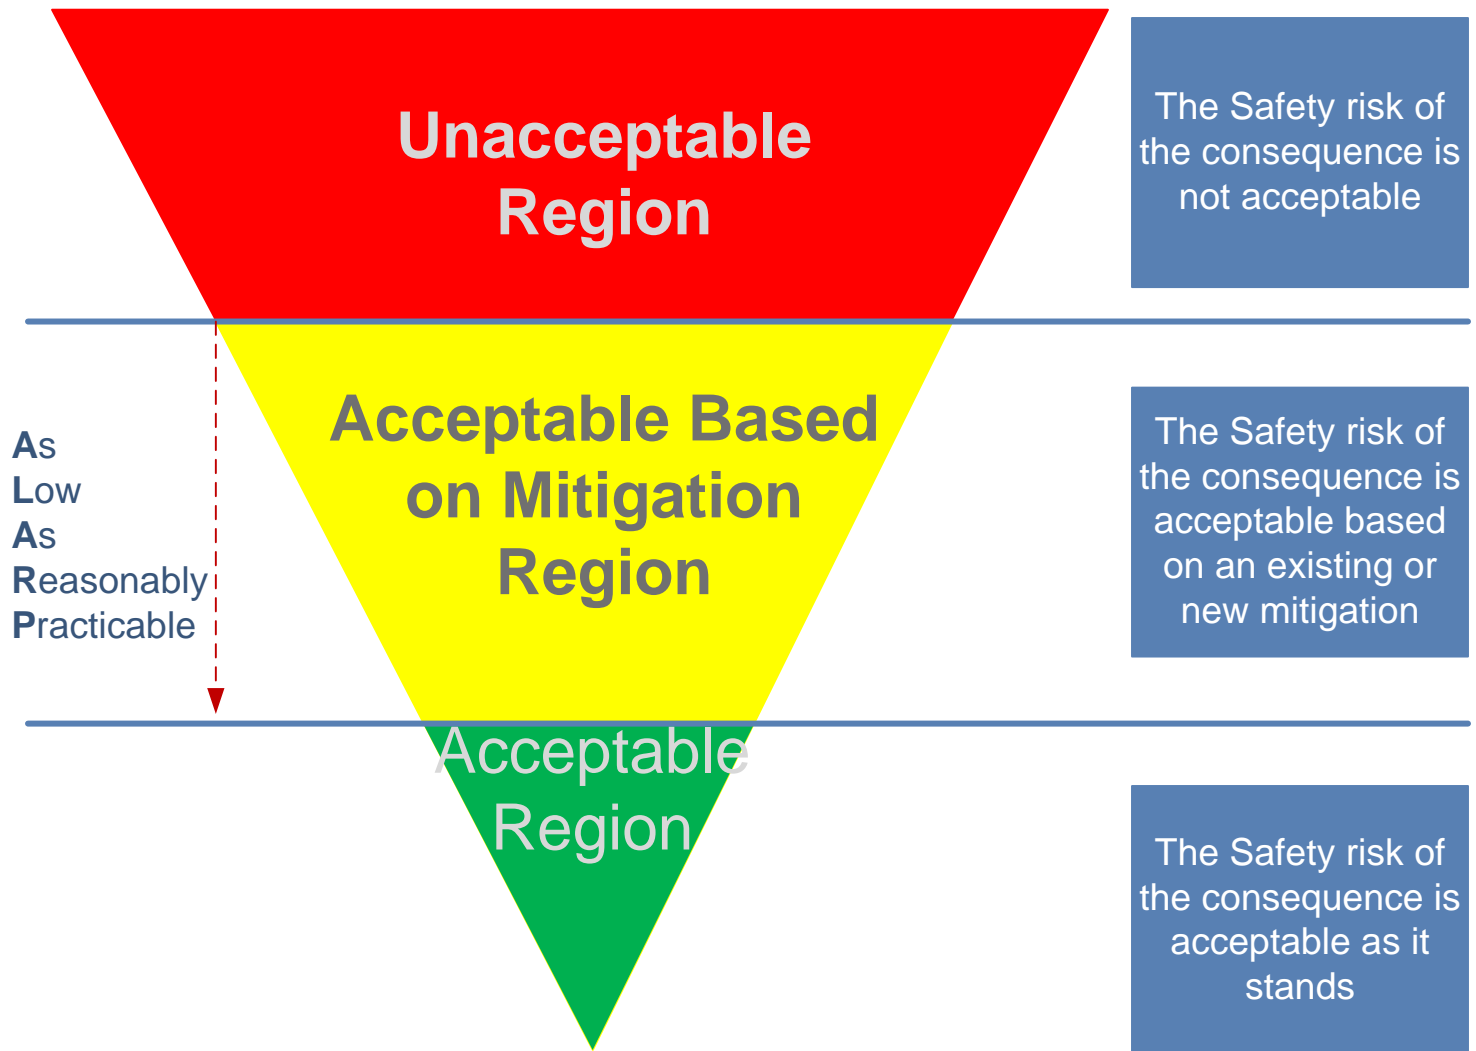 Unacceptable
Region
The Safety risk of
the consequence is
not acceptable
As
Low
As
Reasonably
Practicable
Acceptable Based
on Mitigation
Region
The Safety risk of
the consequence is
acceptable based
on an existing or
new mitigation
Acceptable
Region
The Safety risk of
the consequence is
acceptable as it
stands